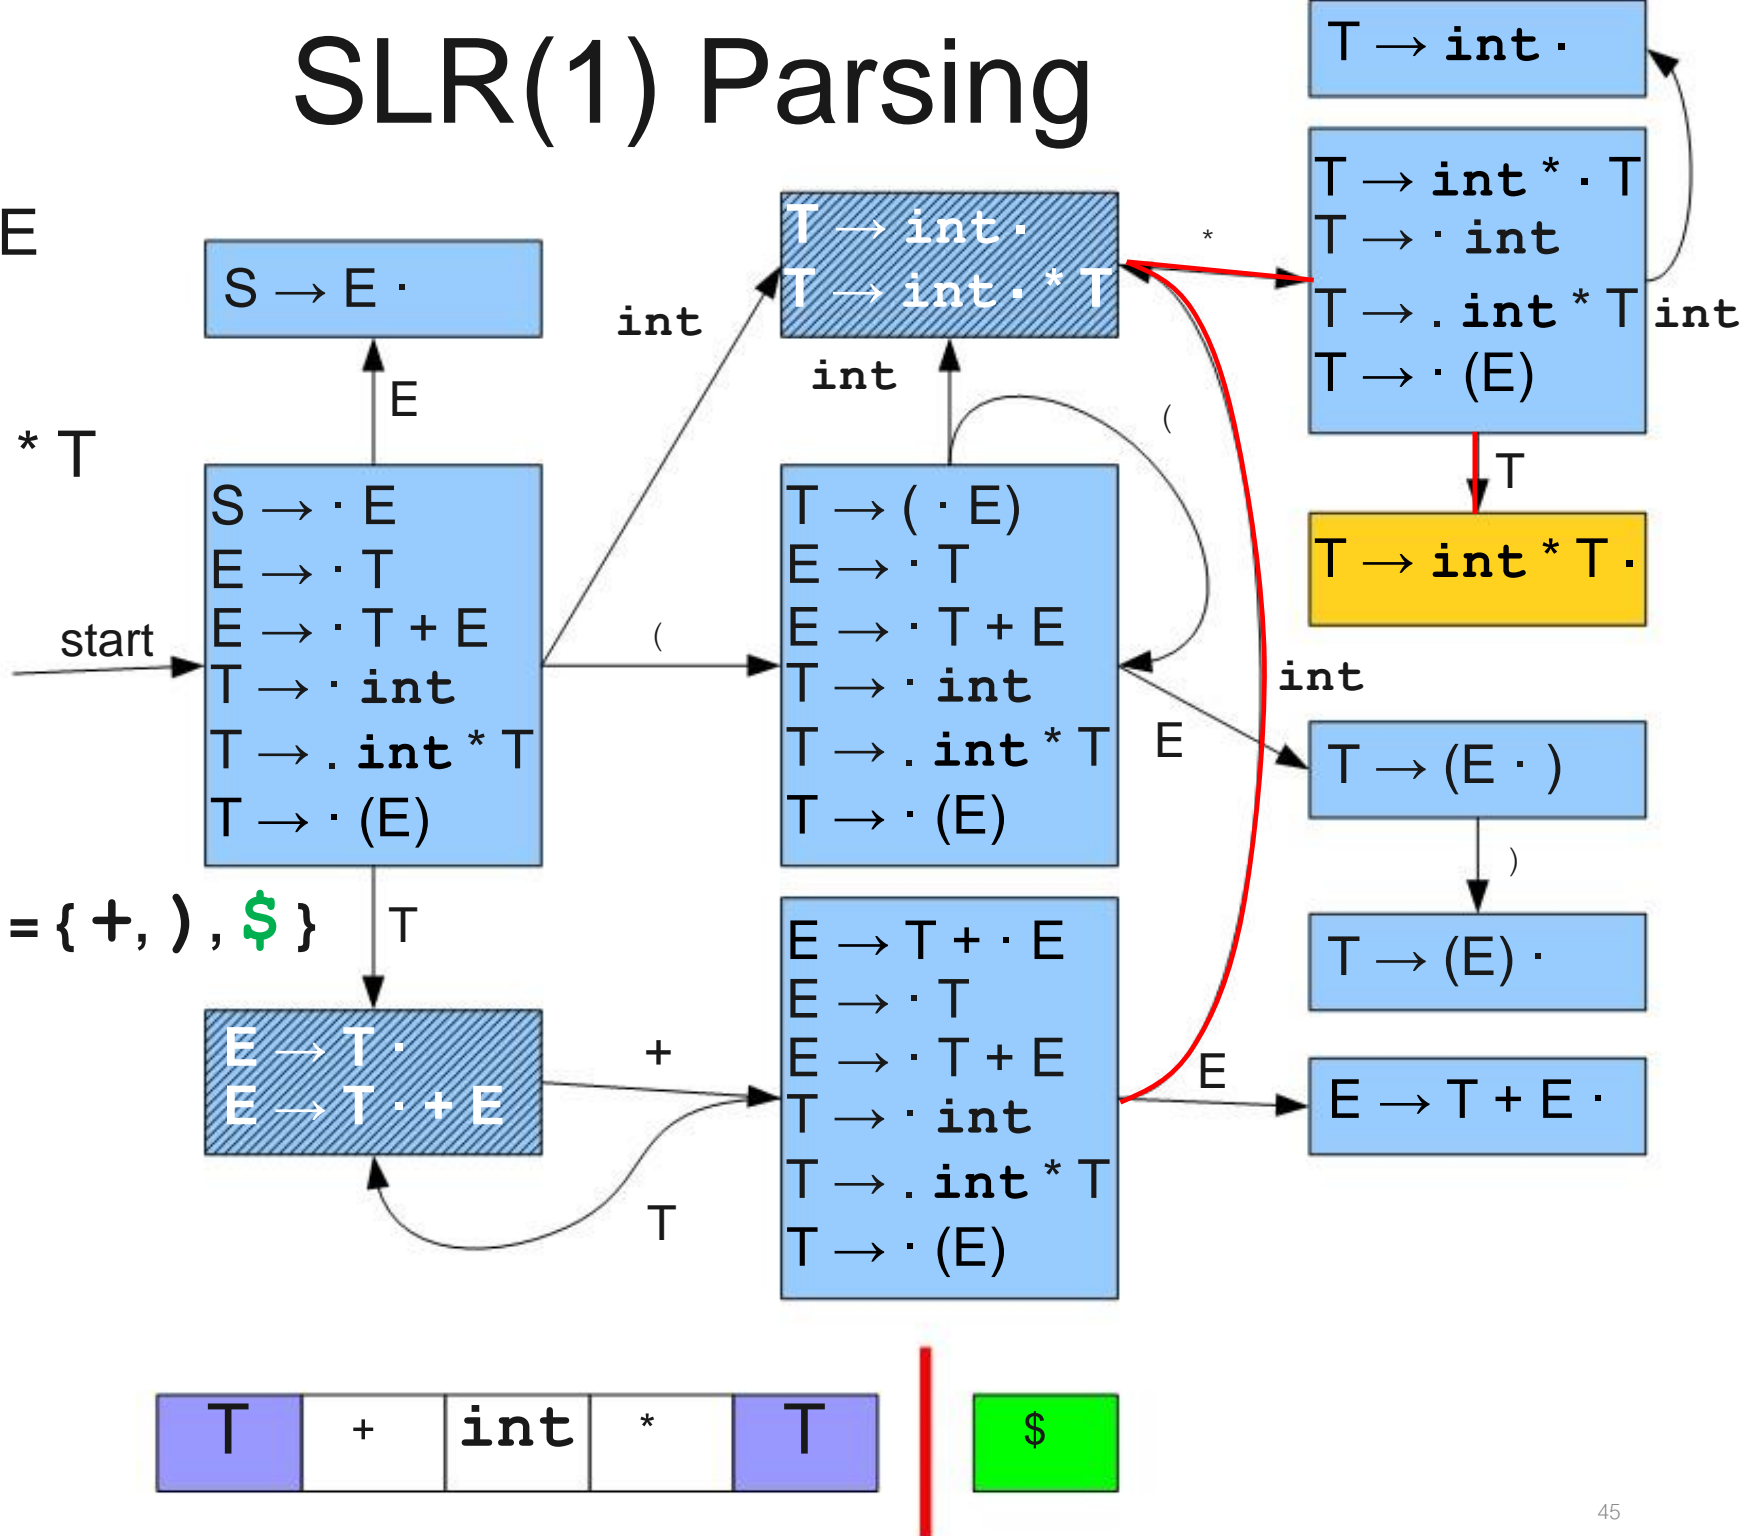 SLR(1) Parsing
E
* T
= { +, ), $ }
start
S → E ·
E
S → · E
E → · T
E → · T + E
T → · int
T → . int * T
T → · (E)
T
E → T ·
E → T · + E
int
(
+
T
T → int ·
T → int · * T
int
(
T → ( · E)
E → · T
E → · T + E
T → · int
T → . int * T
T → · (E)
E → T + · E
E → · T
E → · T + E
T → · int
T → . int * T
T → · (E)
*
int
E
E
T → int ·
T → int * · T
T → · int
T → . int * T
T → · (E)
int
T
T → int * T ·
T → (E · )
)
T → (E) ·
E → T + E ·
T + int * T $
45